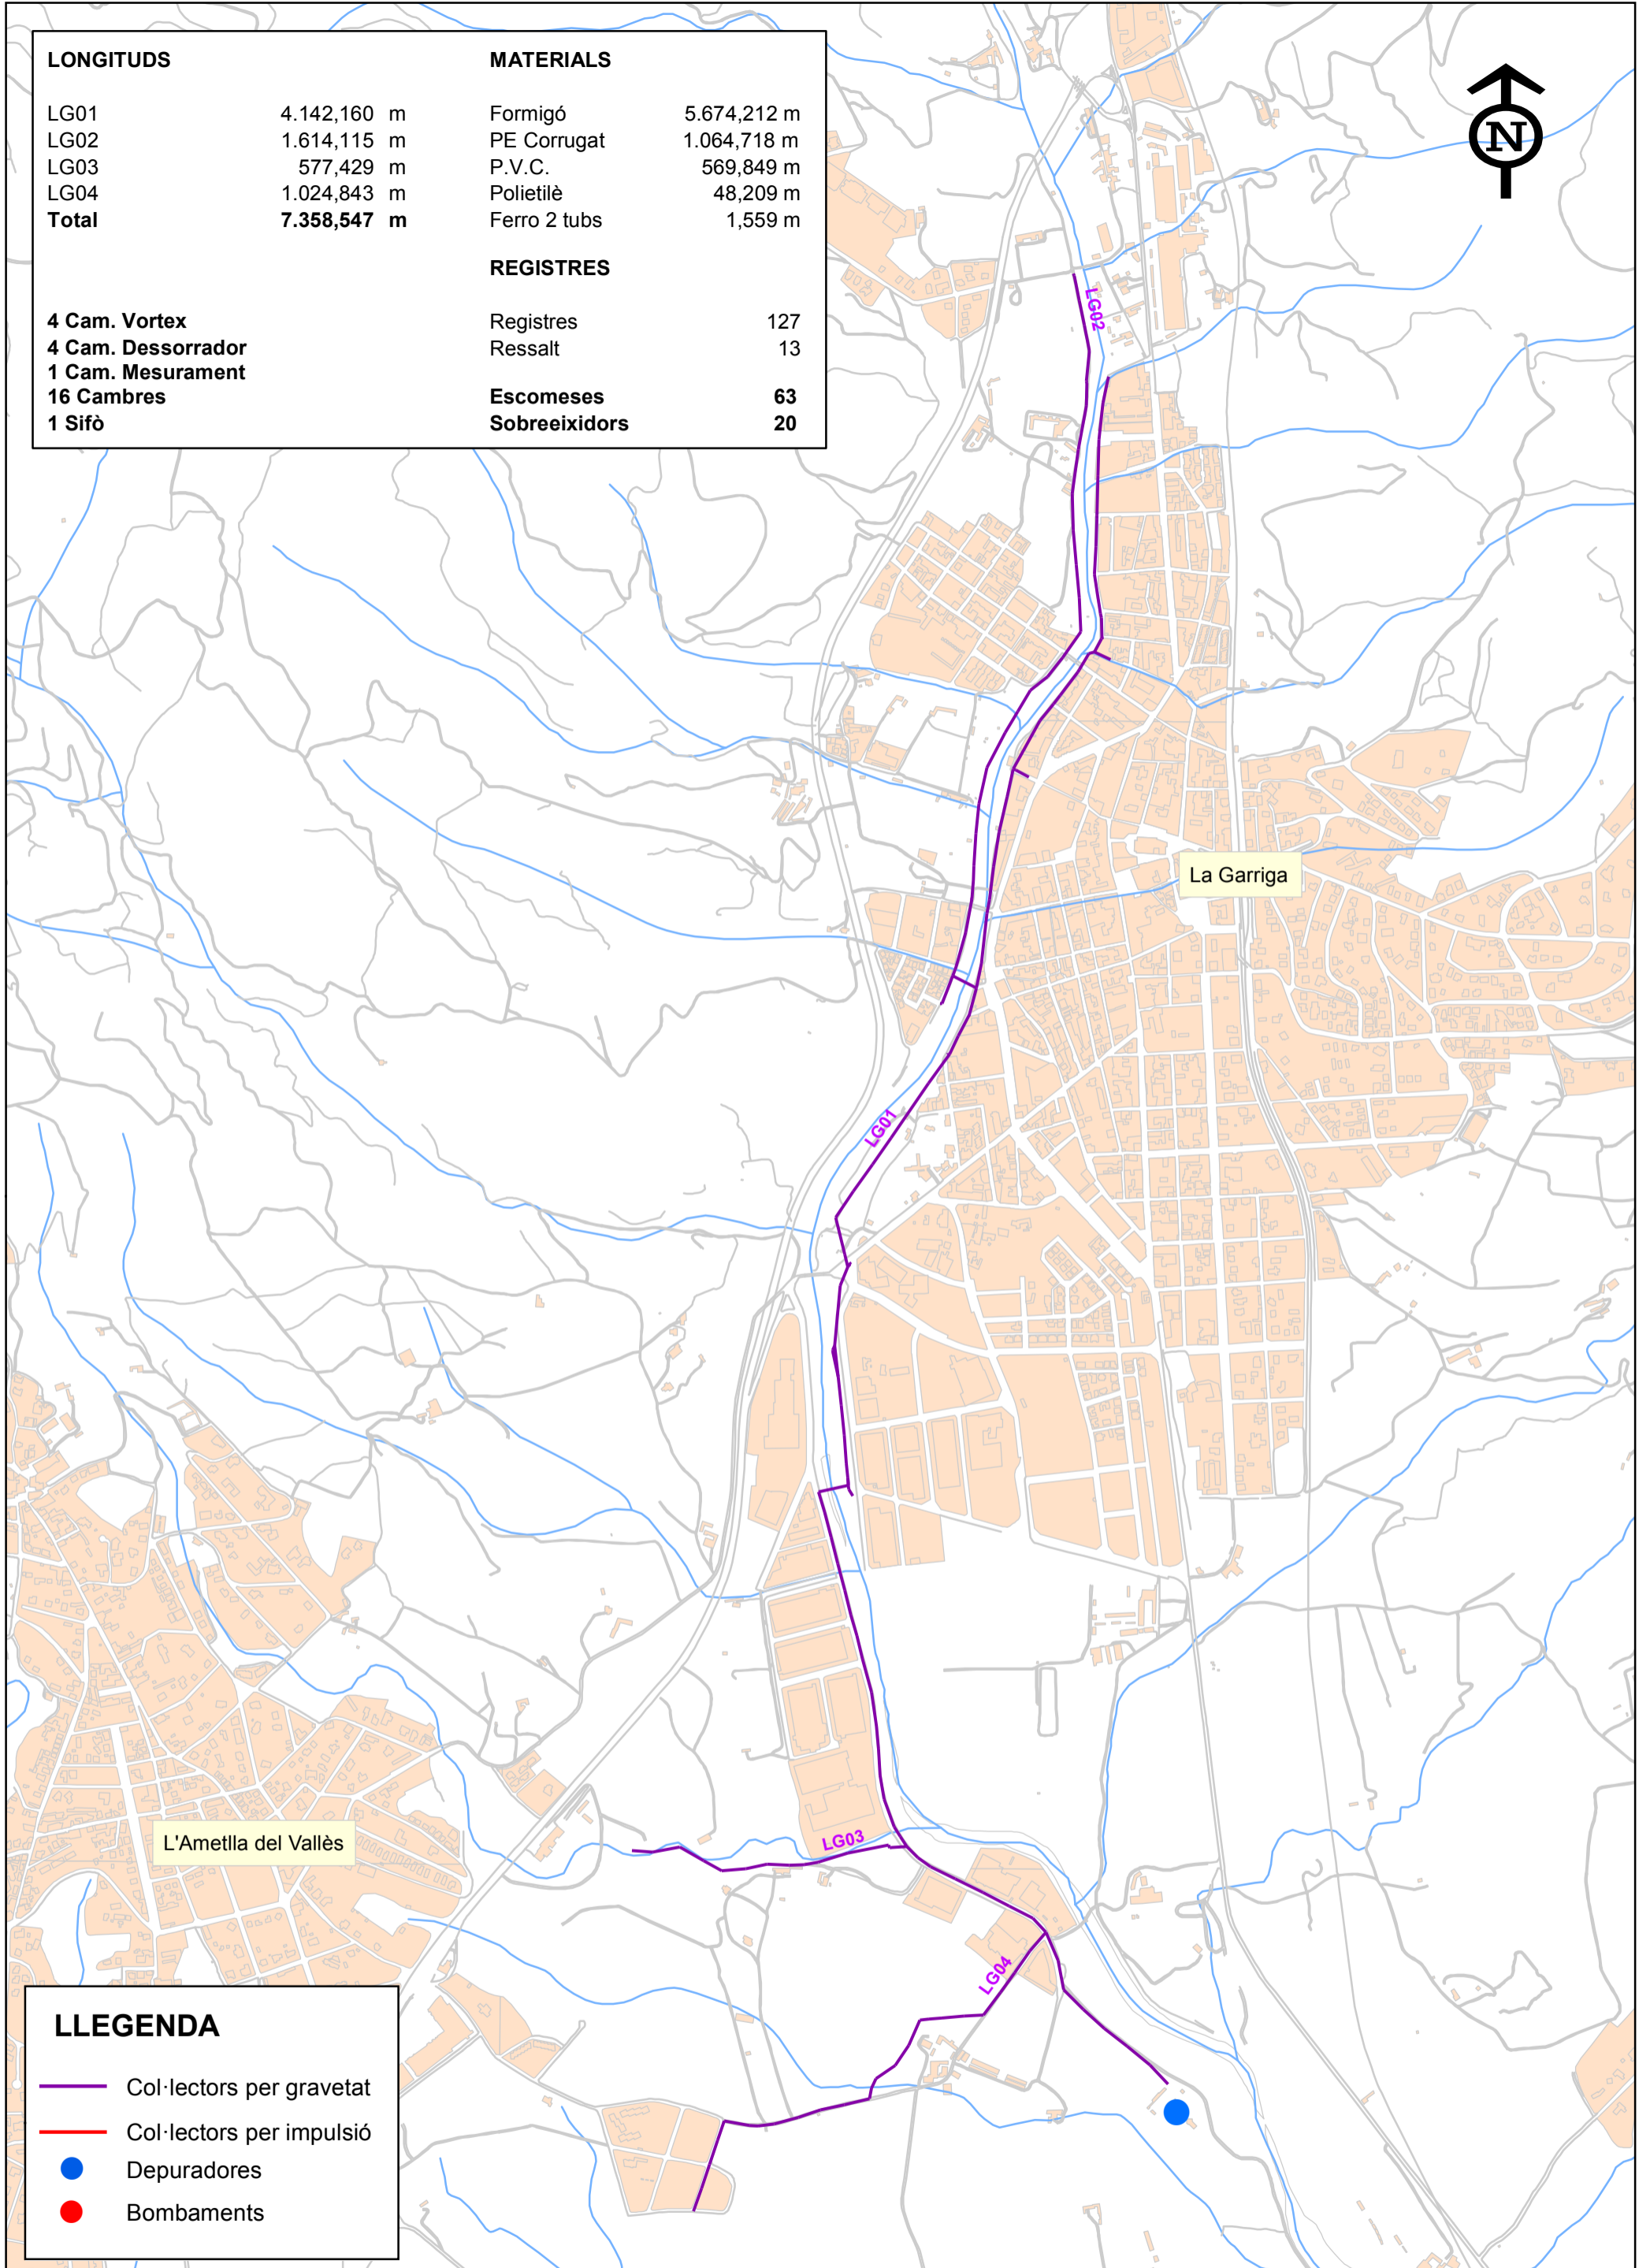 LONGITUDS MATERIALS
LG01 4.142,160 m Formigó 5.674,212 m
LG02 1.614,115 m PE Corrugat 1.064,718 m
LG03 577,429 m P.V.C. 569,849 m
LG04 1.024,843 m Polietilè 48,209 m
Total 7.358,547 m Ferro 2 tubs 1,559 m
REGISTRES
4 Cam. Vortex Registres 127
4 Cam. Dessorrador Ressalt 13
1 Cam. Mesurament
16 Cambres Escomeses 63
1 Sifò Sobreeixidors 20
N
LG02
La Garriga
LG01
L'Ametlla del Vallès
LG03
LG04
LLEGENDA
Col·lectors per gravetat
Col·lectors per impulsió
Depuradores
Bombaments